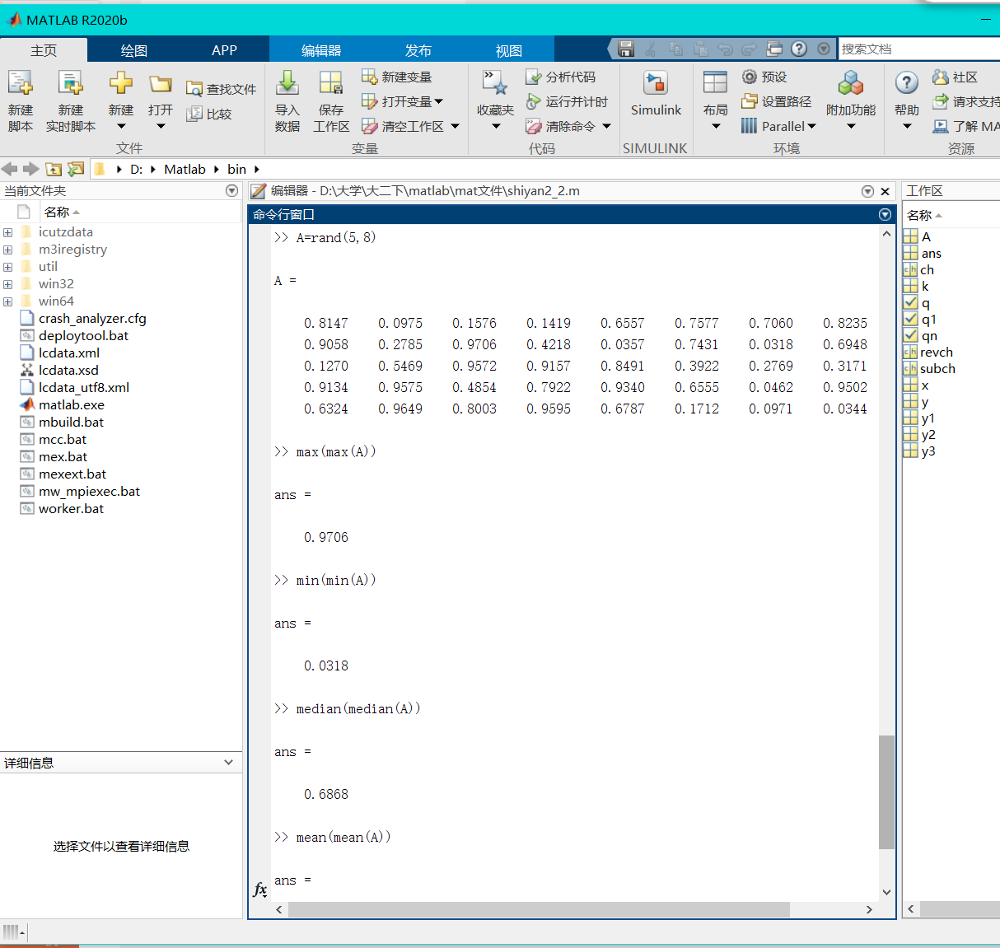 MATLAB R2020b
主页 绘图 APP 编辑器 发布 视图 搜索文档
新建脚本 新建实时脚本 新建 打开 查找文件 比较
导入数据 保存工作区 新建变量 打开变量 清空工作区
收藏夹 分析代码 运行并计时 清除命令
Simulink
布局 预设 设置路径 Parallel 附加功能
帮助 社区 请求支持 了解 MA
文件 变量 代码 SIMULINK 环境 资源
D: Matlab bin
当前文件夹
名称
icutzdata
m3iregistry
util
win32
win64
crash_analyzer.cfg
deploytool.bat
lcdata.xml
lcdata.xsd
lcdata_utf8.xml
matlab.exe
mbuild.bat
mcc.bat
mex.bat
mexext.bat
mw_mpiexec.bat
worker.bat
详细信息
选择文件以查看详细信息
编辑器 - D:\大学\大二下\matlab\mat文件\shiyan2_2.m
命令行窗口
>> A=rand(5,8)
A =
0.8147 0.0975 0.1576 0.1419 0.6557 0.7577 0.7060 0.8235
0.9058 0.2785 0.9706 0.4218 0.0357 0.7431 0.0318 0.6948
0.1270 0.5469 0.9572 0.9157 0.8491 0.3922 0.2769 0.3171
0.9134 0.9575 0.4854 0.7922 0.9340 0.6555 0.0462 0.9502
0.6324 0.9649 0.8003 0.9595 0.6787 0.1712 0.0971 0.0344
>> max(max(A))
ans =
0.9706
>> min(min(A))
ans =
0.0318
>> median(median(A))
ans =
0.6868
>> mean(mean(A))
ans =
fx
工作区
名称
A
ans
ch
k
q
q1
qn
revch
subch
x
y
y1
y2
y3